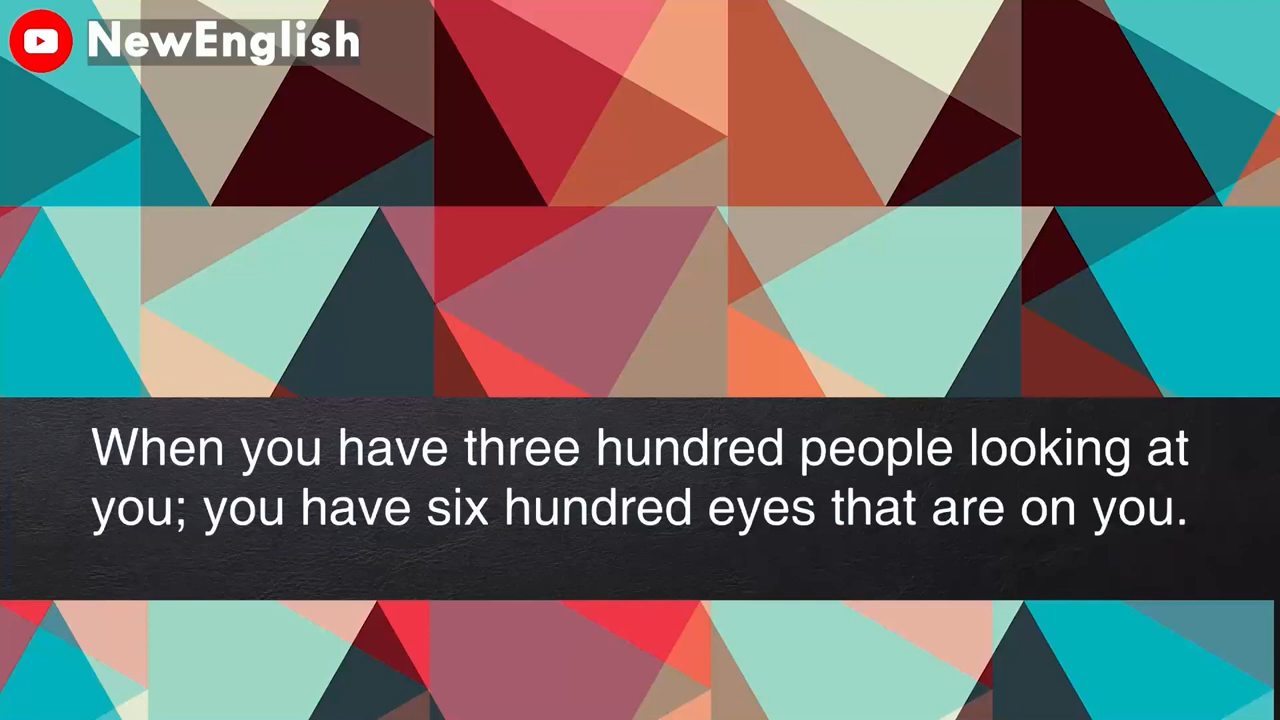 NewEnglish
When you have three hundred people looking at
you; you have six hundred eyes that are on you.